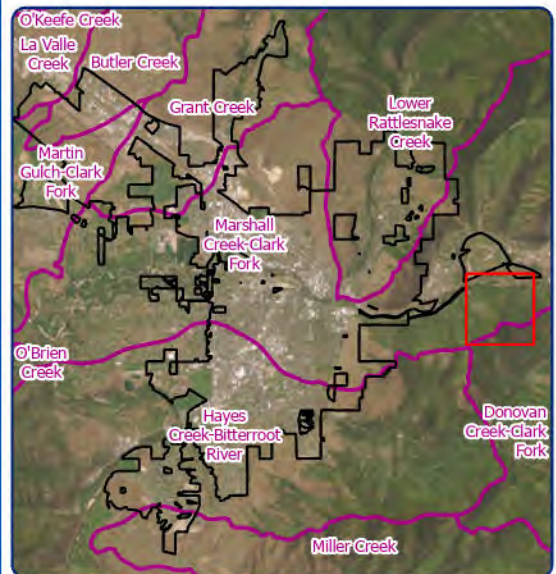 O'Keefe Creek
La Valle
Creek
Butler Creek
Grant Creek
Lower
Rattlesnake
Creek
Martin
Gulch-Clark
Fork
Marshall
Creek-Clark
Fork
O'Brien
Creek
Hayes
Creek-Bitterroot
River
Donovan
Creek-Clark
Fork
Miller Creek